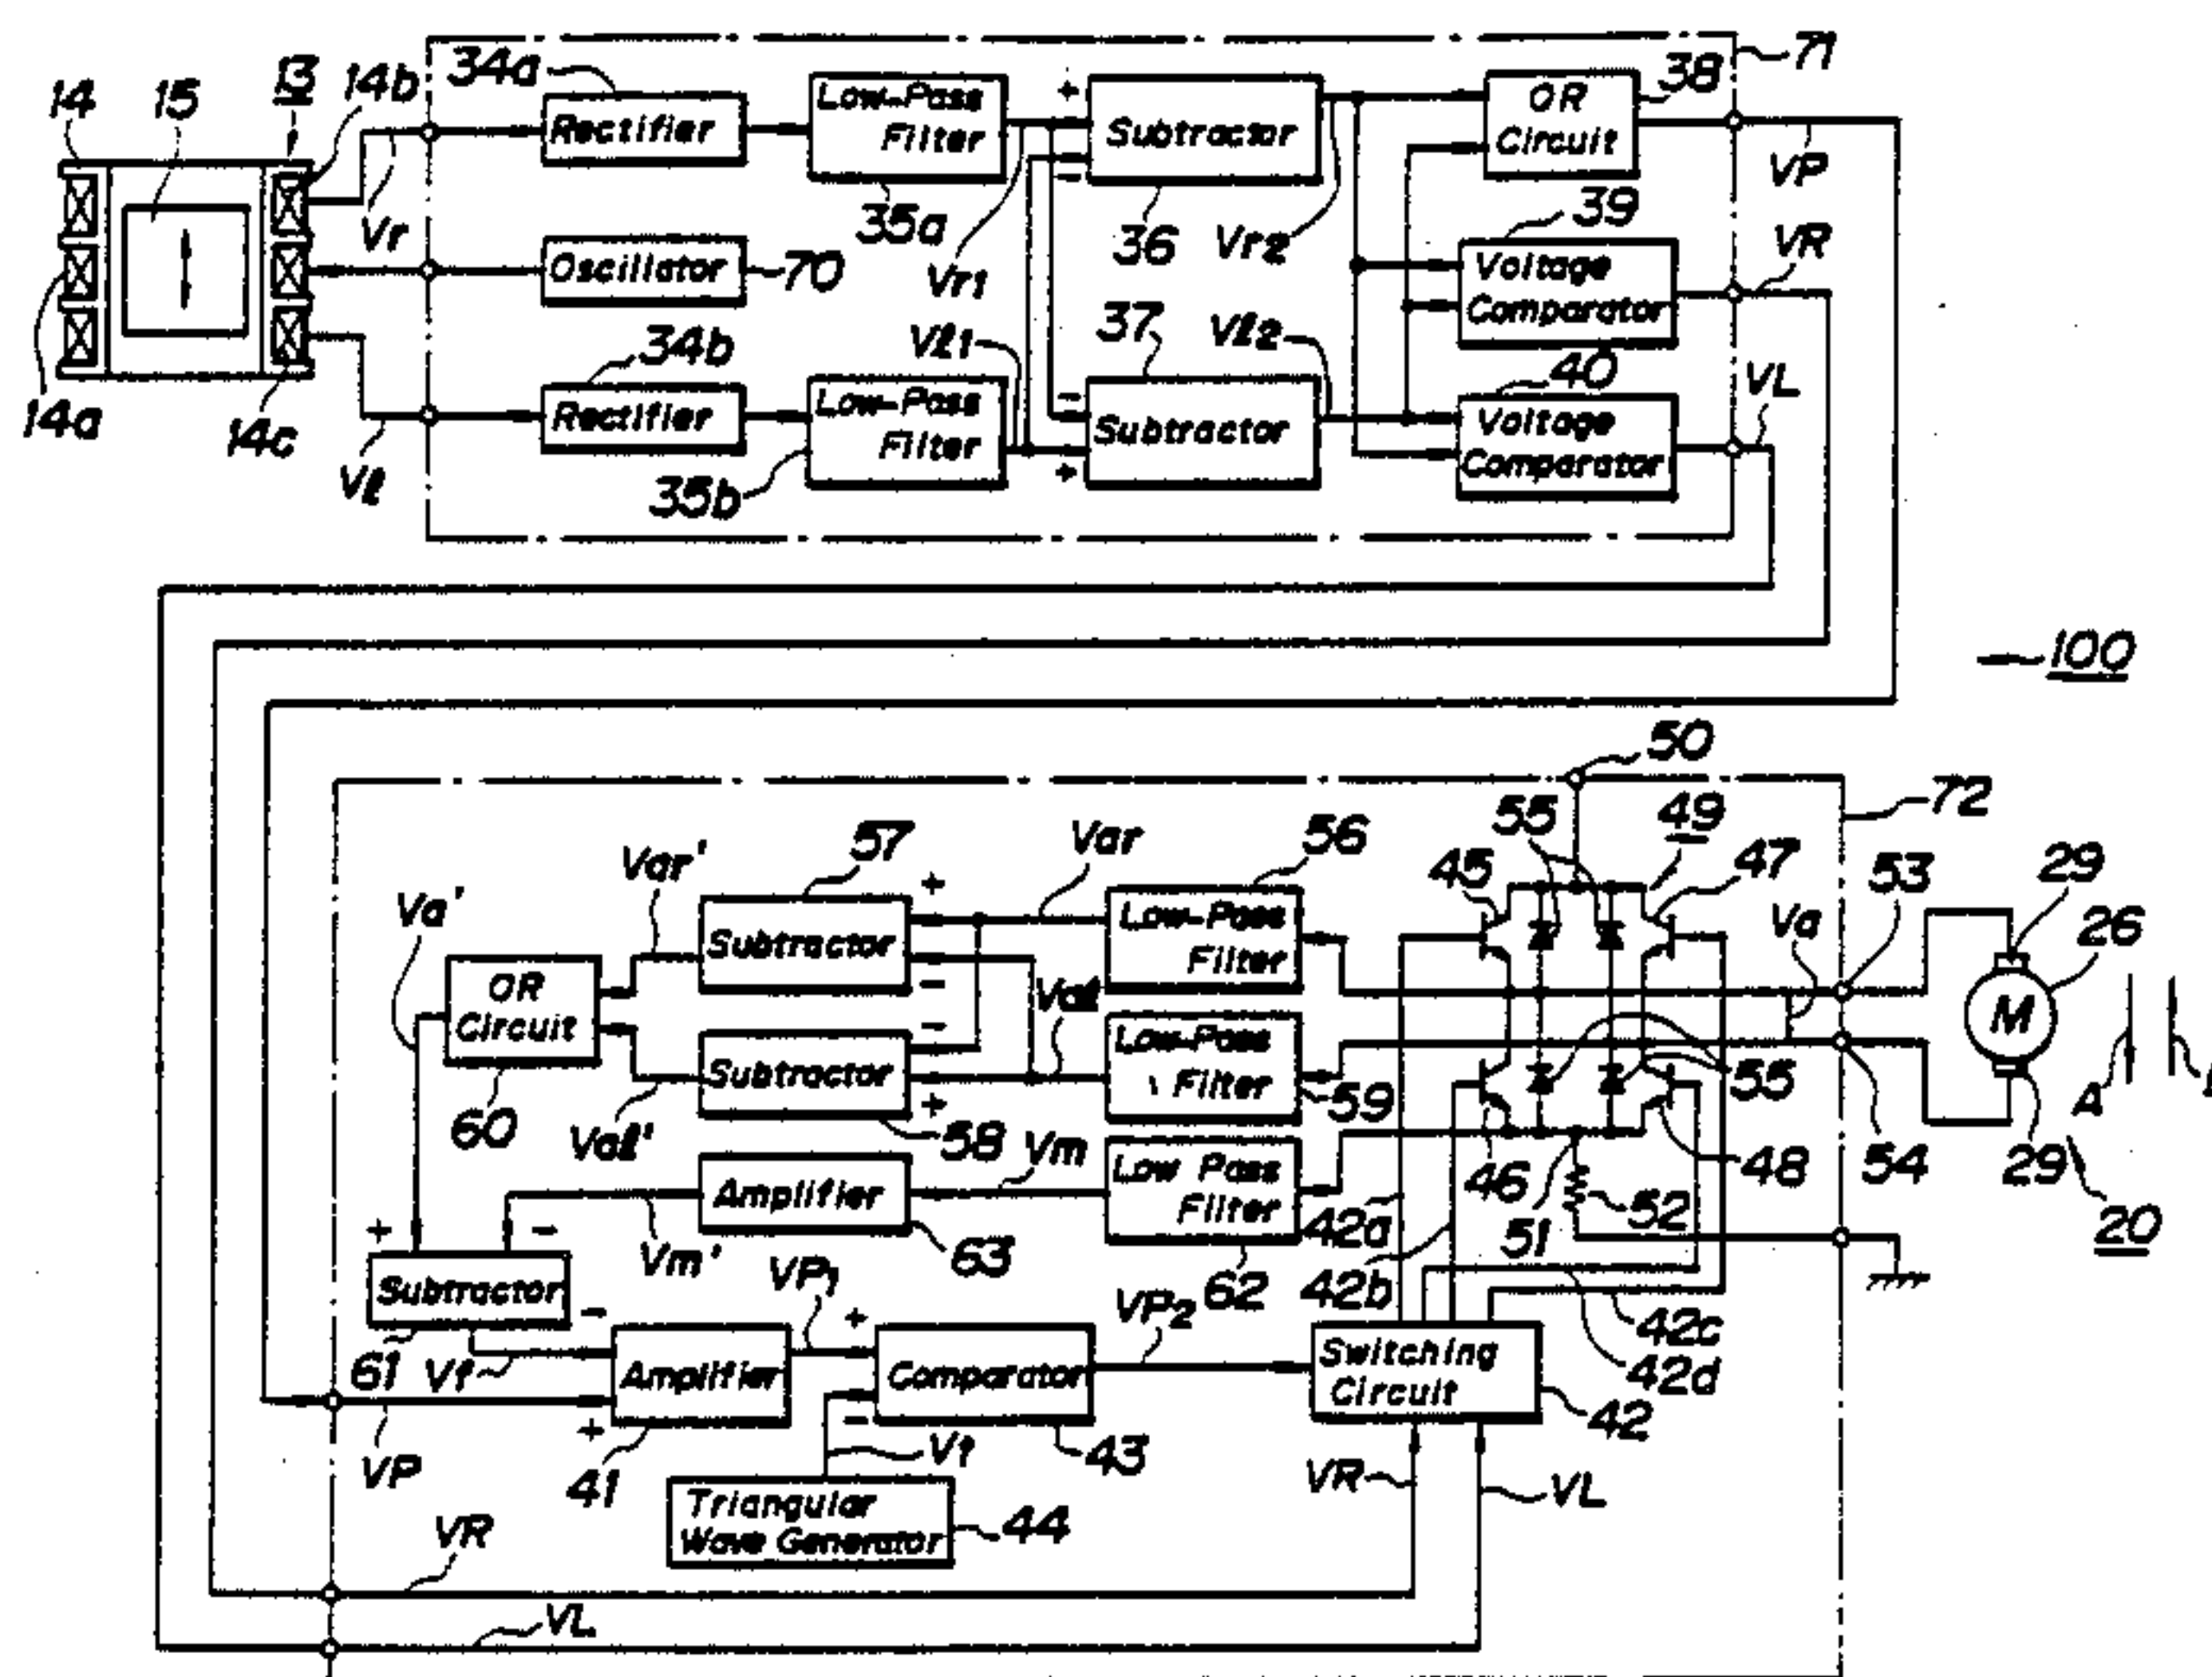 14
15
13
14b
14a
14c
Vr
Vℓ
34a
Rectifier
Low-Pass
Filter
35a
Vr1
+
-
Subtractor
36
Vr2
OR
Circuit
38
71
VP
Oscillator
70
39
Voltage
Comparator
VR
34b
Rectifier
Vℓ1
Low-Pass
Filter
35b
37
Vℓ2
-
Subtractor
+
40
Voltage
Comparator
VL
100
50
72
57
Var'
Va'
Var
+
-
Subtractor
56
Low-Pass
Filter
55
49
45
47
53
Va
29
26
M
29
A
20
54
OR
Circuit
60
Vaℓ
-
Subtractor
+
58
Vaℓ'
Low-Pass
Filter
59
55
46
48
51
52
Vm
Amplifier
63
Vm'
Low Pass
Filter
62
42a
42b
42c
42d
+
-
Subtractor
61
Vf
-
Amplifier
+
41
VP
VP1
+
Comparator
-
43
VP2
Switching
Circuit
42
Vt
Triangular
Wave Generator
44
VR
VL
VR
VL